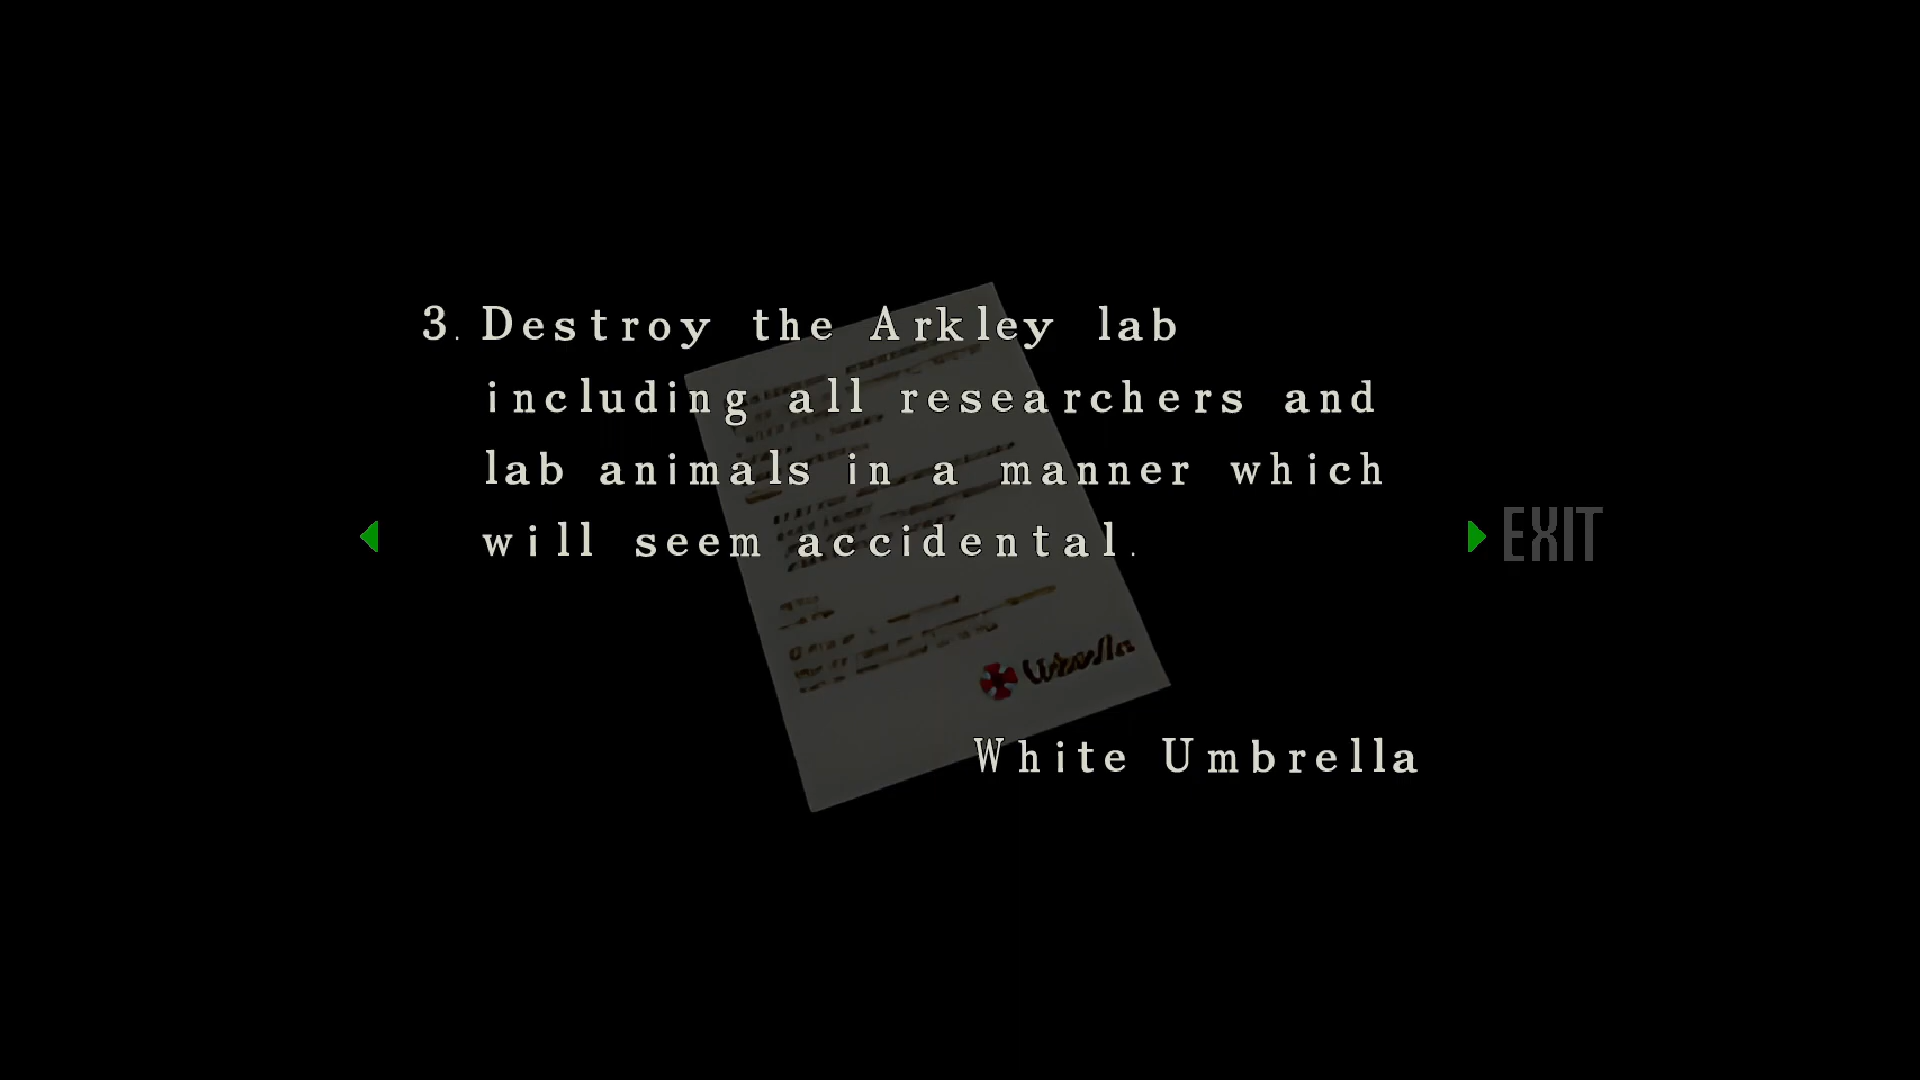 3. Destroy the Arkley lab
including all researchers and
lab animals in a manner which
will seem accidental.
EXIT
Umbrella
White Umbrella